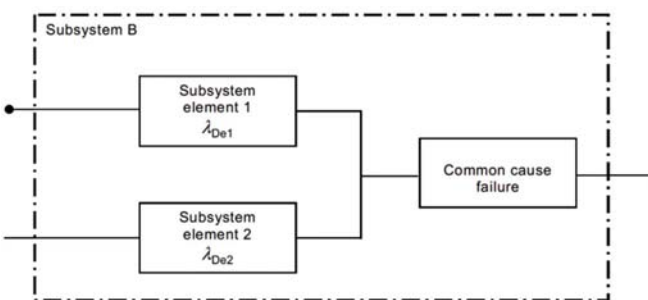 Subsystem B
Subsystem
element 1
λDe1
Common cause
failure
Subsystem
element 2
λDe2